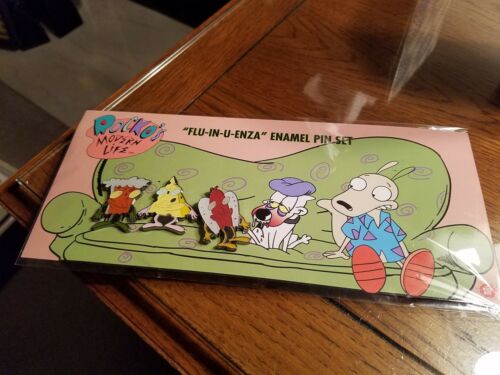 ROCKO'S
MODERN
LIFE
"FLU-IN-U-ENZA" ENAMEL PIN SET